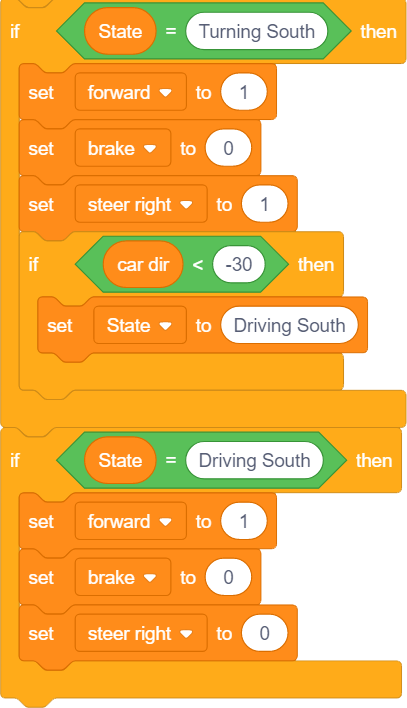 if State = Turning South then
set forward to 1
set brake to 0
set steer right to 1
if car dir < -30 then
set State to Driving South
if State = Driving South then
set forward to 1
set brake to 0
set steer right to 0